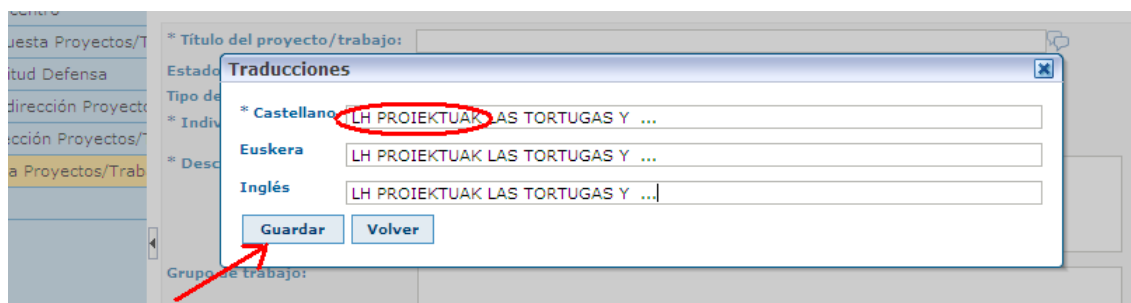 uesta Proyectos/T
* Título del proyecto/trabajo:
itud Defensa
Estado
Traducciones
dirección Proyecto
Tipo de
* Castellano
LH PROIEKTUAK LAS TORTUGAS Y ...
* Indiv
ección Proyectos/T
Euskera
LH PROIEKTUAK LAS TORTUGAS Y ...
* Desc
a Proyectos/Trab
Inglés
LH PROIEKTUAK LAS TORTUGAS Y ...
Guardar
Volver
Grupo de trabajo: